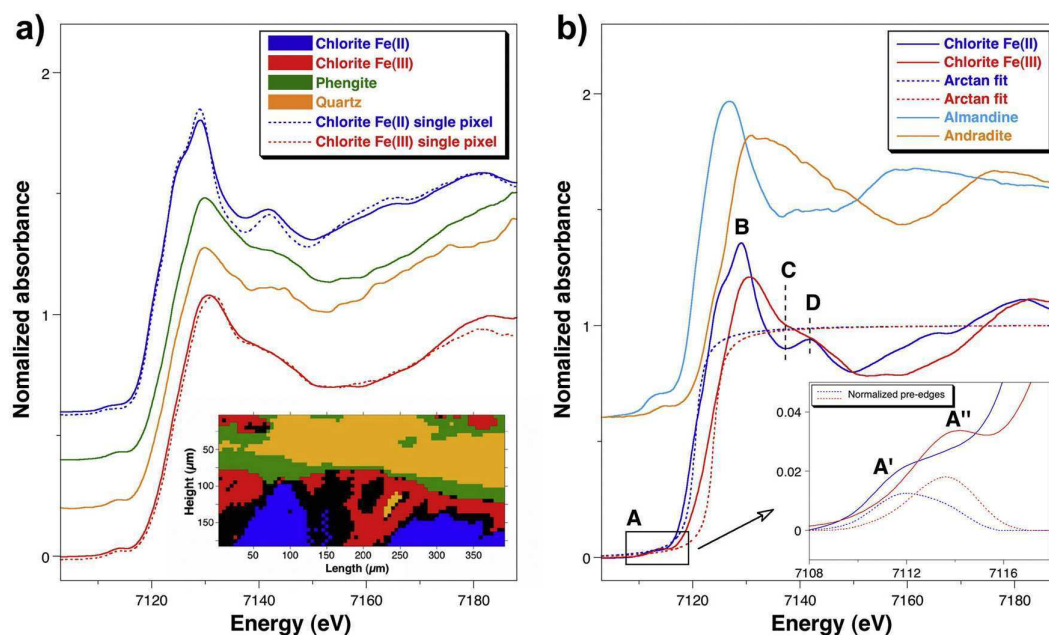 a)
Normalized absorbance
2
1
0
Chlorite Fe(II)
Chlorite Fe(III)
Phengite
Quartz
Chlorite Fe(II) single pixel
Chlorite Fe(III) single pixel
Height (µm)
50
100
150
50
100
150
200
250
300
350
Length (µm)
7120
7140
7160
7180
Energy (eV)
b)
Normalized absorbance
2
1
0
Chlorite Fe(II)
Chlorite Fe(III)
Arctan fit
Arctan fit
Almandine
Andradite
B
C
D
A
Normalized pre-edges
A'
A"
0.04
0.02
0
7108
7112
7116
7120
7140
7160
7180
Energy (eV)